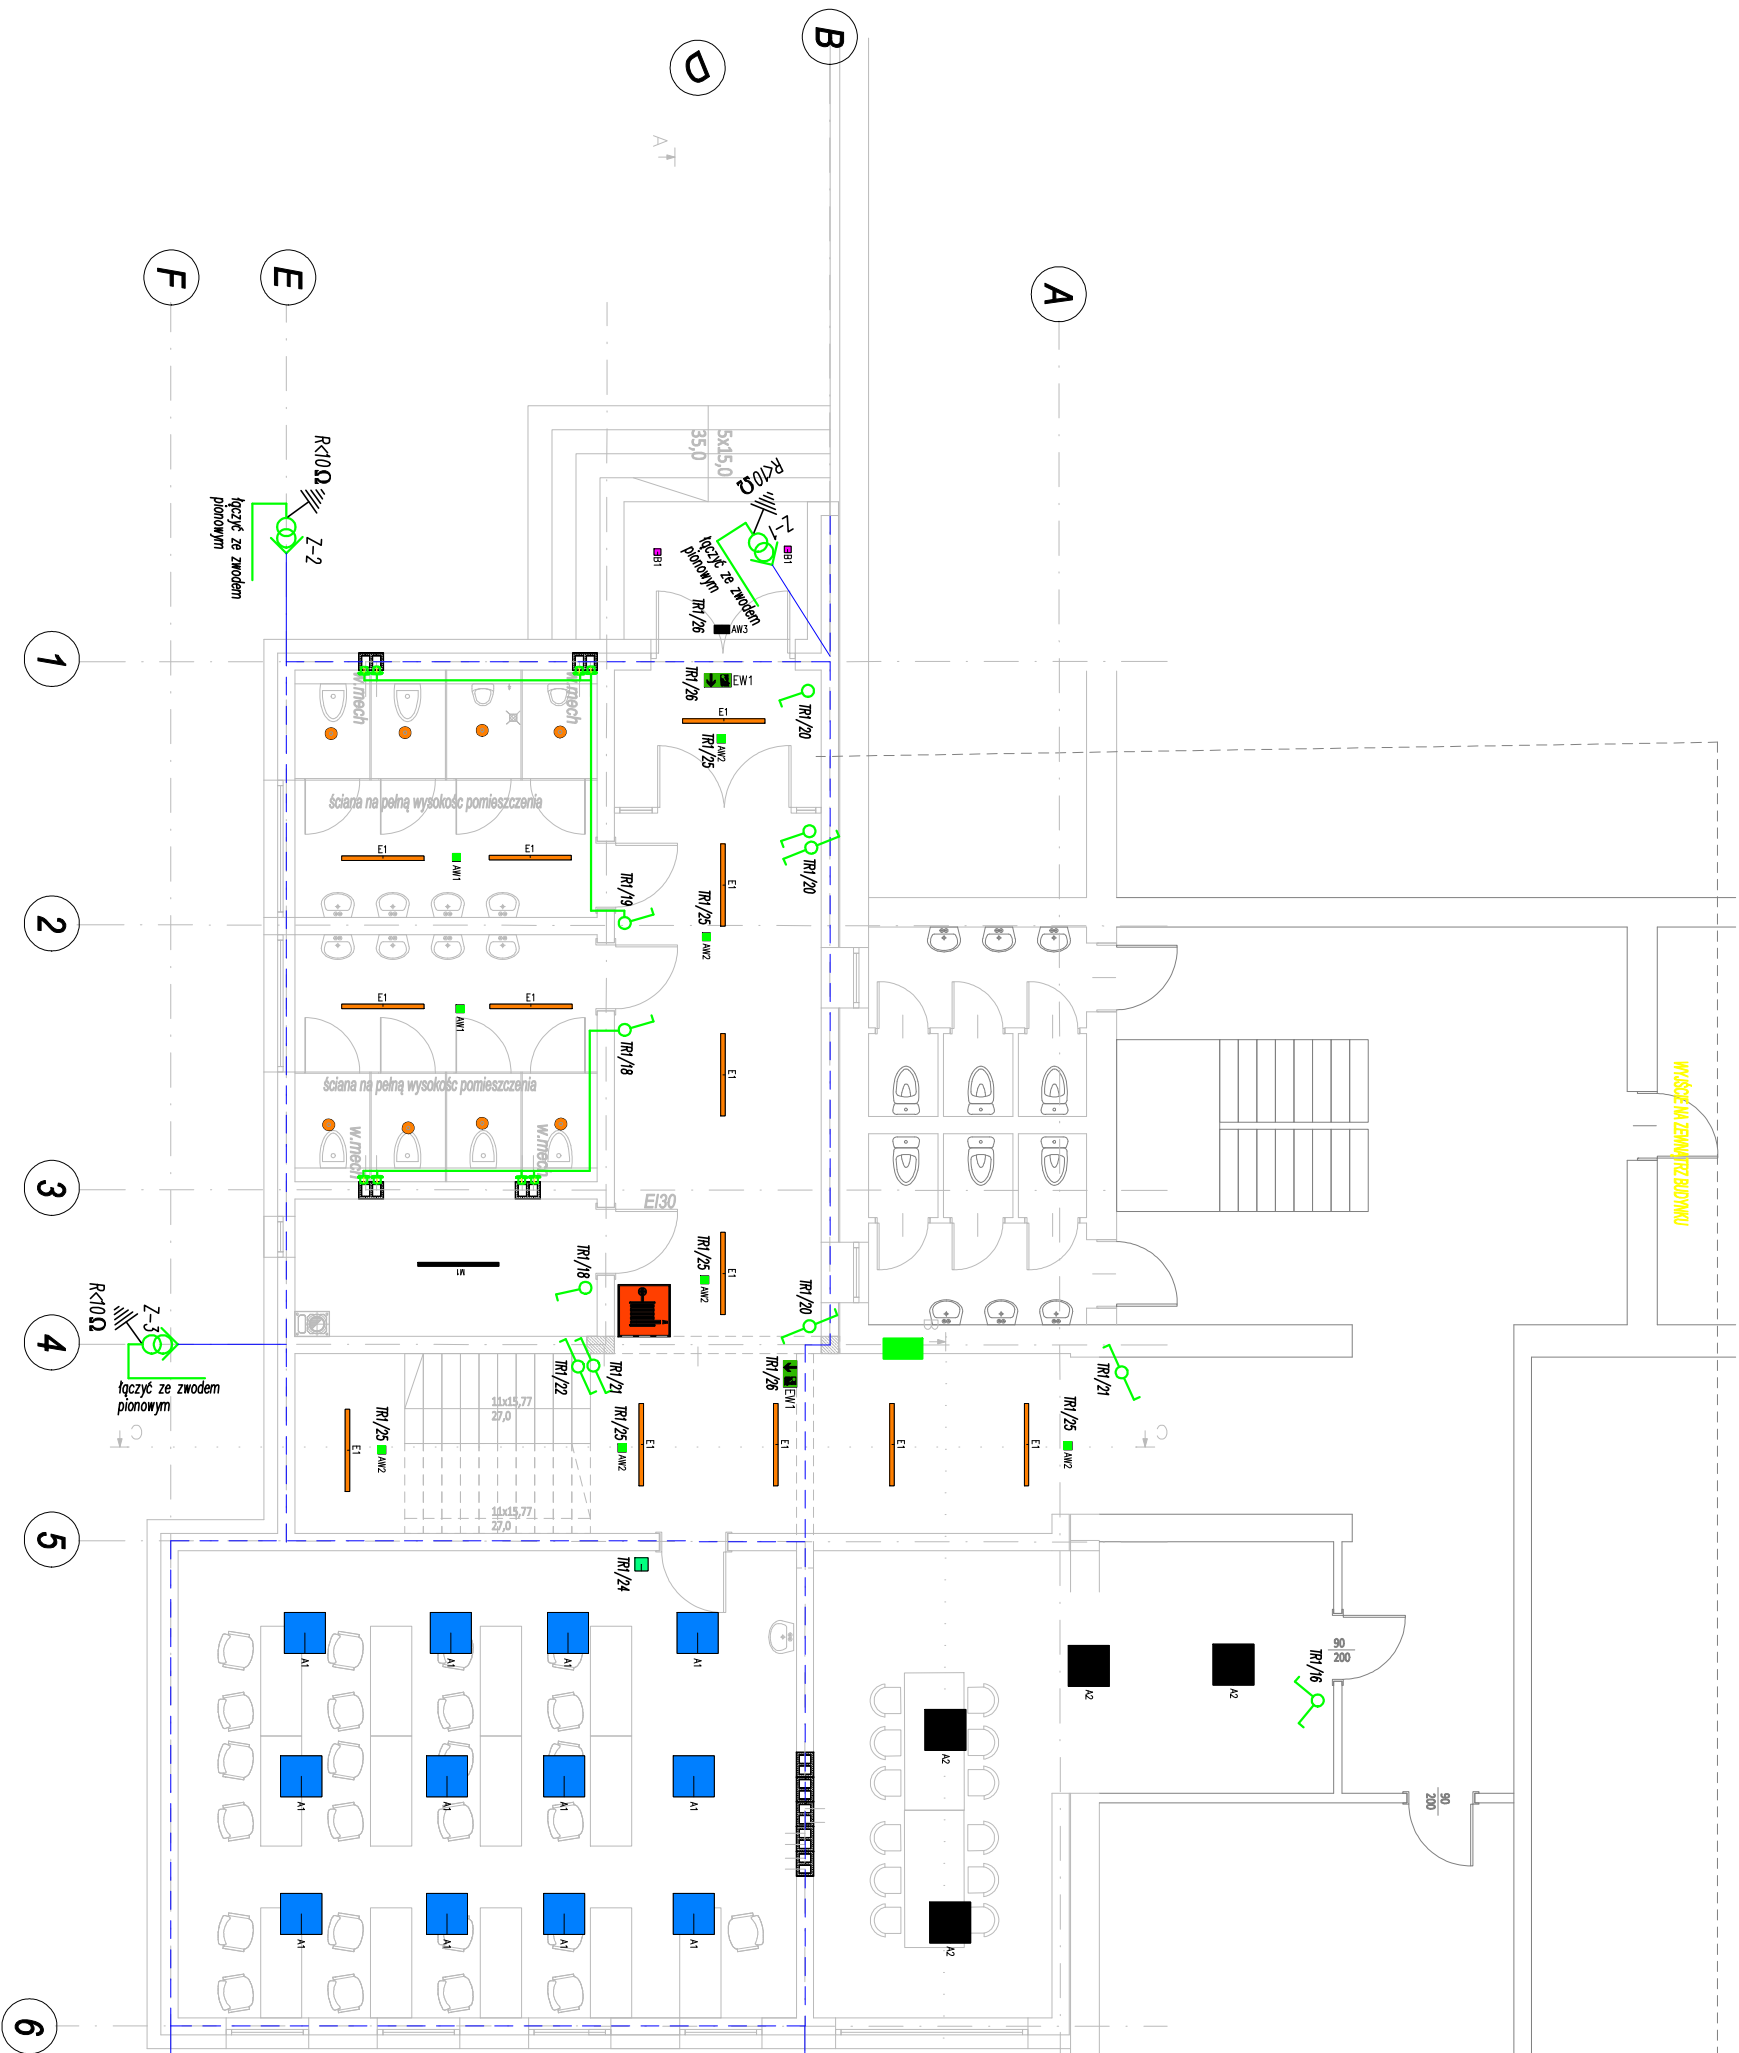 B
D
A
F
E
A
5x15,0
35,0
R<10Ω
Z-2
łączyć ze zwodem
pionowym
R<10Ω
Z-1
łączyć ze zwodem
pionowym
B1
B1
TR1/26
AW3
1
w.mech
w.mech
TR1/26
EW1
E1
TR1/20
TR1/25
AW2
ściana na pełną wysokośc pomieszczenia
E1
E1
AW1
E1
TR1/20
TR1/19
TR1/25
AW2
2
E1
E1
AW1
E1
TR1/18
ściana na pełną wysokośc pomieszczenia
w.mech
w.mech
WYJŚCIE NA ZEWNĄTRZ BUDYNKU
3
EI30
M1
TR1/18
TR1/25
AW2
E1
TR1/20
R<10Ω
Z-3
łączyć ze zwodem
pionowym
4
B
TR1/22
TR1/21
TR1/26
EW1
TR1/21
11x15,77
27,0
C
C
E1
TR1/25
AW2
TR1/25
AW2
E1
E1
E1
E1
TR1/25
AW2
11x15,77
27,0
5
TR1/24
A1
A1
A1
A1
A2
A2
TR1/16
90
200
A1
A1
A1
A1
A2
90
200
A1
A1
A1
A1
A2
6